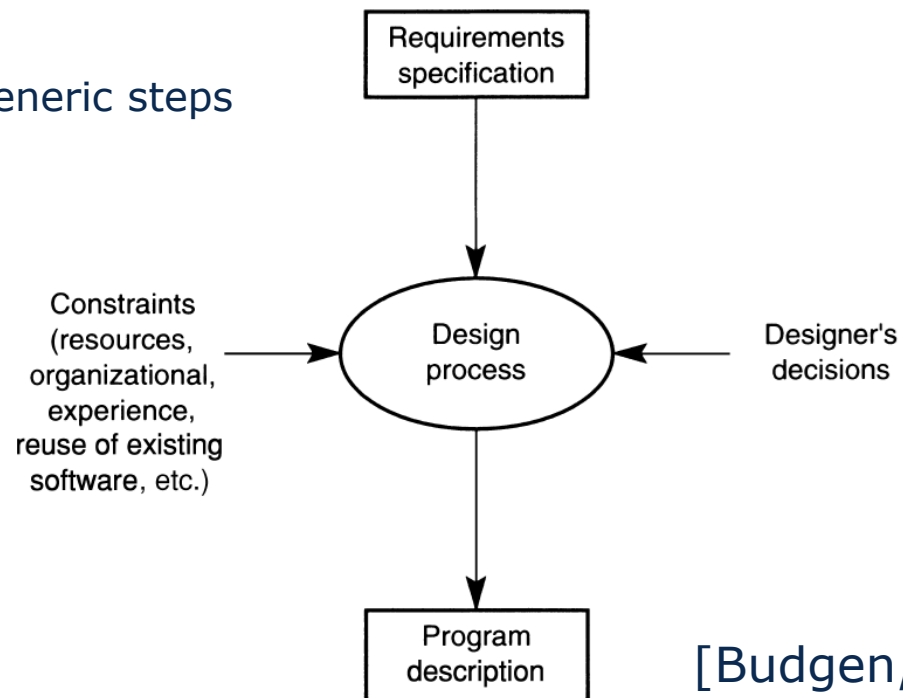 Requirements
specification
eneric steps
Constraints
(resources,
organizational,
experience,
reuse of existing
software, etc.)
Design
process
Designer's
decisions
Program
description
[Budgen,